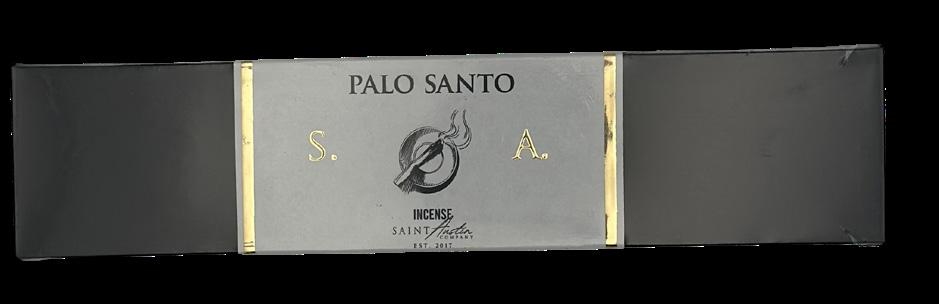 PALO SANTO
S. A.
INCENSE
SAINT Austin
COMPANY
EST. 2017